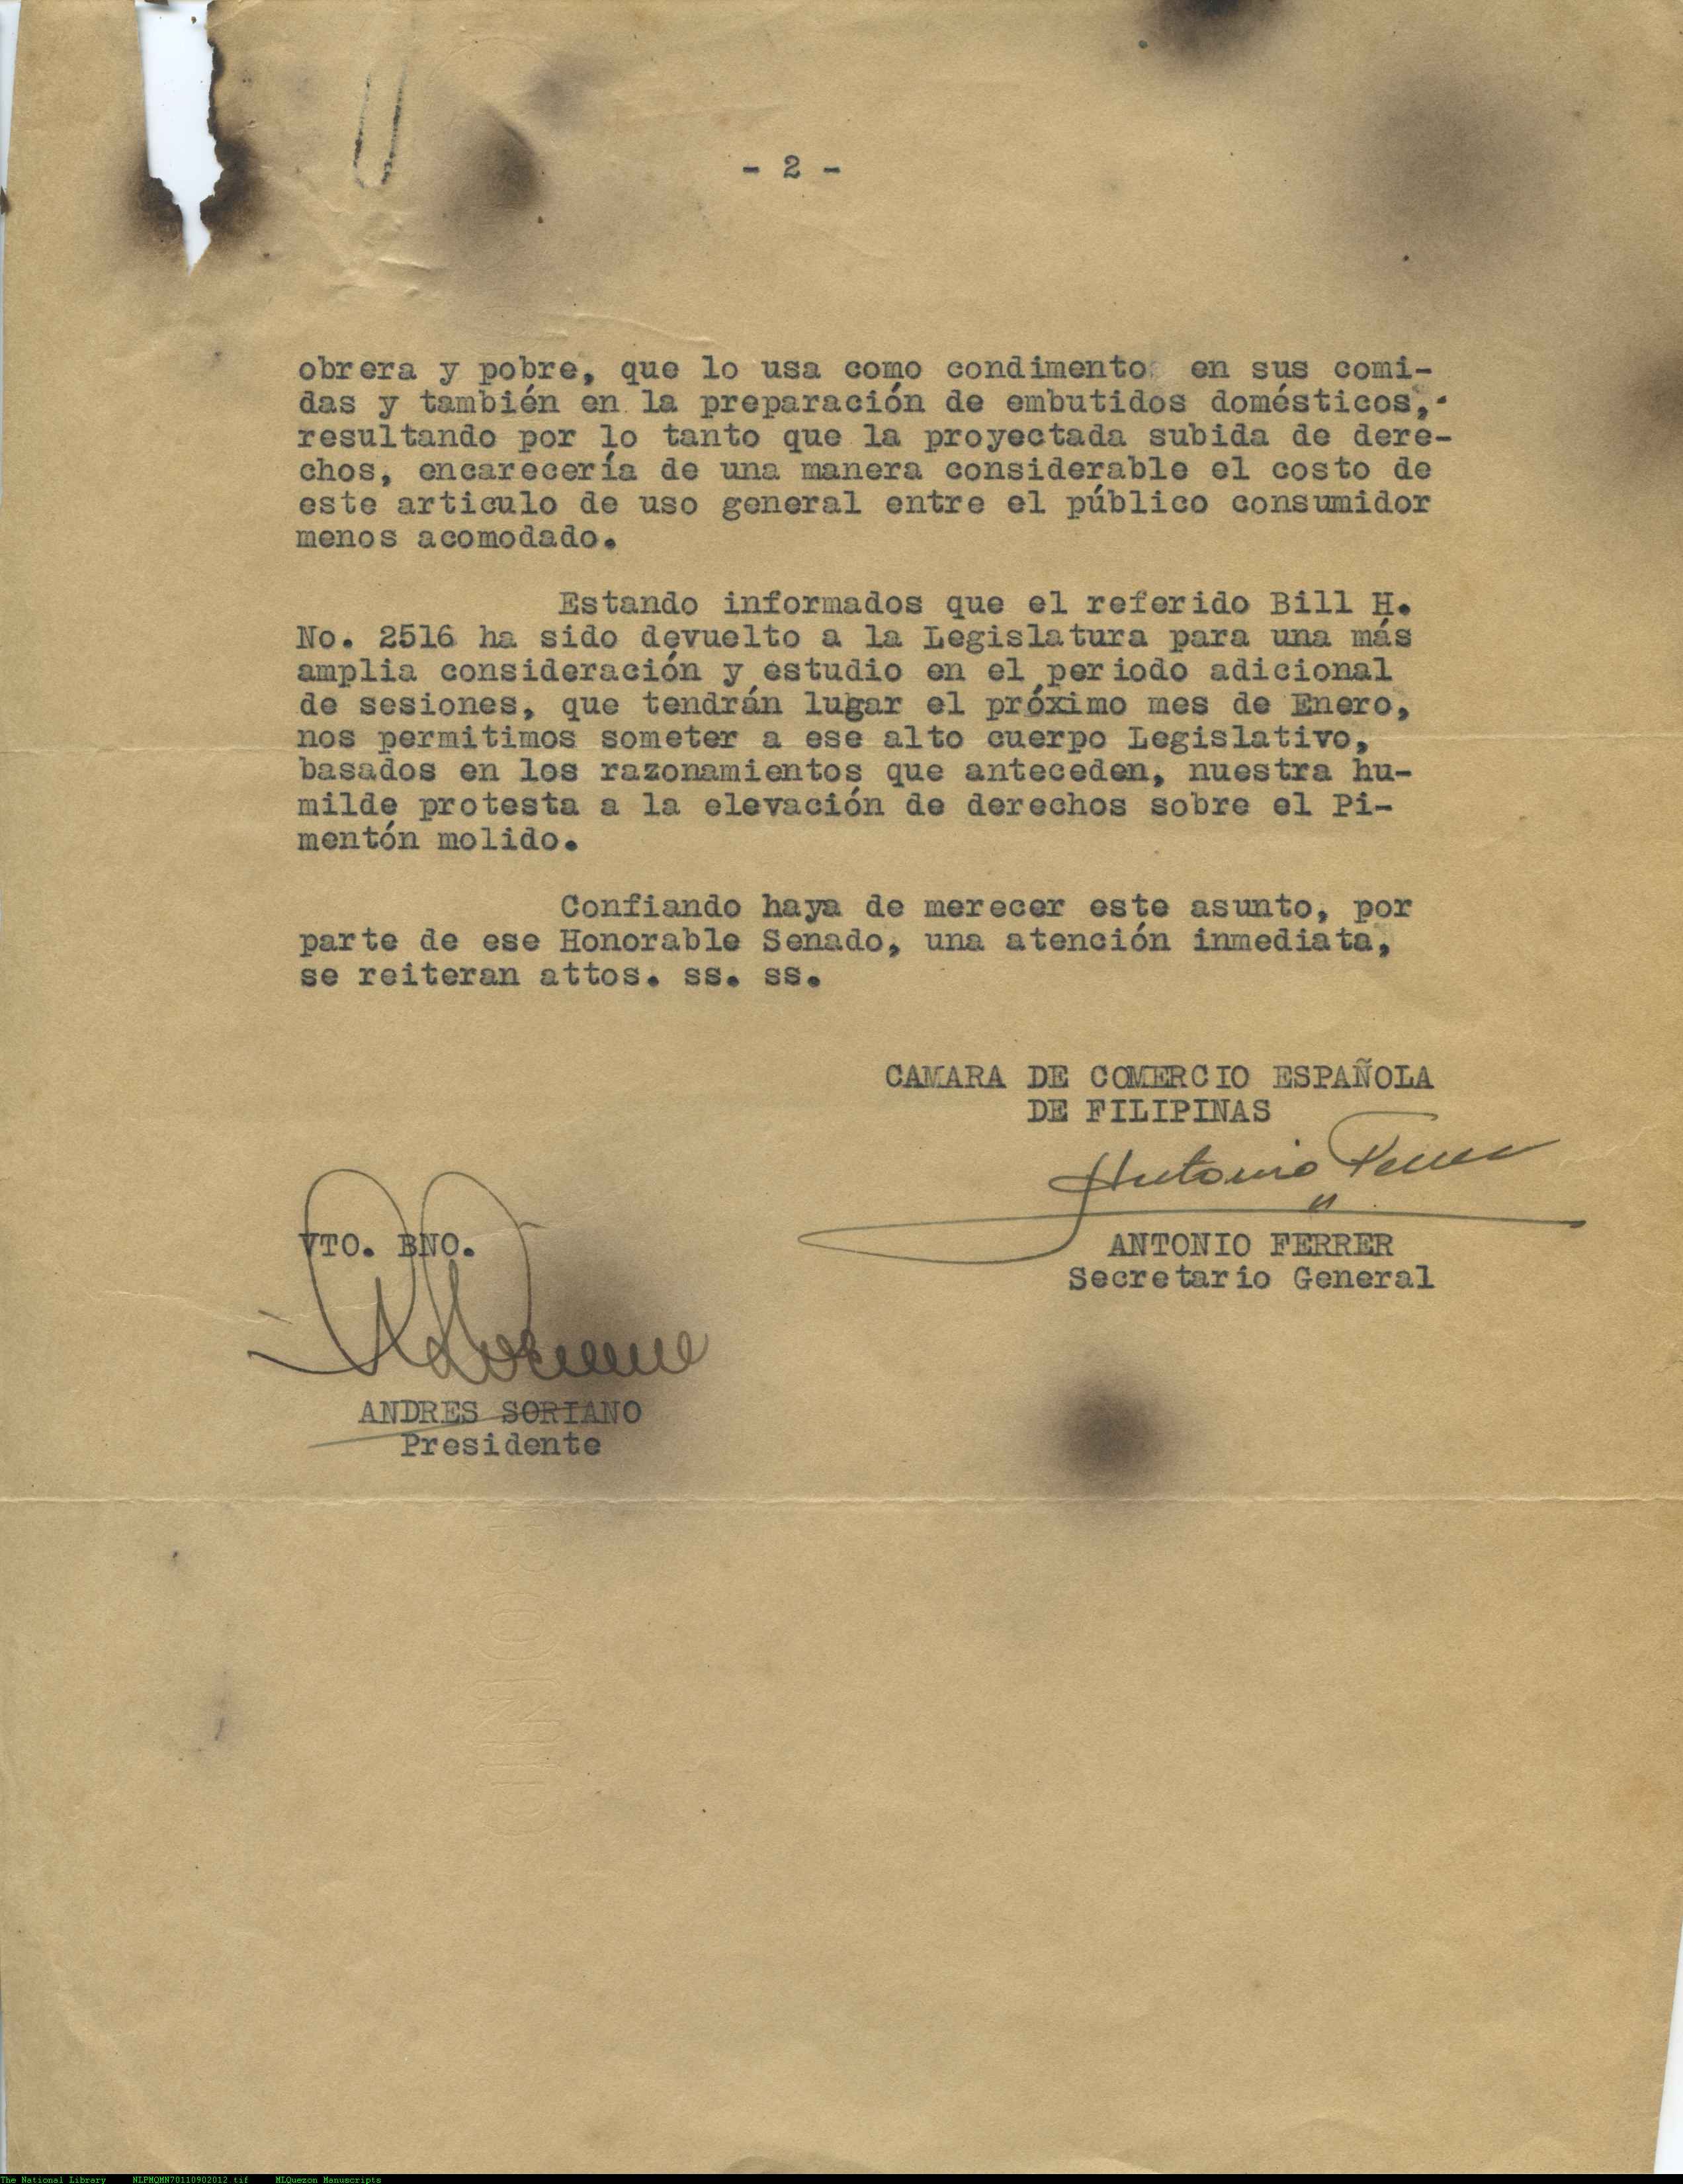 - 2 -
obrera y pobre, que lo usa como condimento en sus comi-
das y también en la preparación de embutidos domésticos,
resultando por lo tanto que la proyectada subida de dere-
chos, encarecería de una manera considerable el costo de
este articulo de uso general entre el público consumidor
menos acomodado.
Estando informados que el referido Bill H.
No. 2516 ha sido devuelto a la Legislatura para una más
amplia consideración y estudio en el periodo adicional
de sesiones, que tendrán lugar el próximo mes de Enero,
nos permitimos someter a ese alto cuerpo Legislativo,
basados en los razonamientos que anteceden, nuestra hu-
milde protesta a la elevación de derechos sobre el Pi-
mentón molido.
Confiando haya de merecer este asunto, por
parte de ese Honorable Senado, una atención inmediata,
se reiteran attos. ss. ss.
CAMARA DE COMERCIO ESPAÑOLA
DE FILIPINAS
Antonio Ferrer
ANTONIO FERRER
Secretario General
VTO. BNO.
A Soriano
ANDRES SORIANO
Presidente
The National Library NLPMQMN70110902012.tif MLQuezon Manuscripts